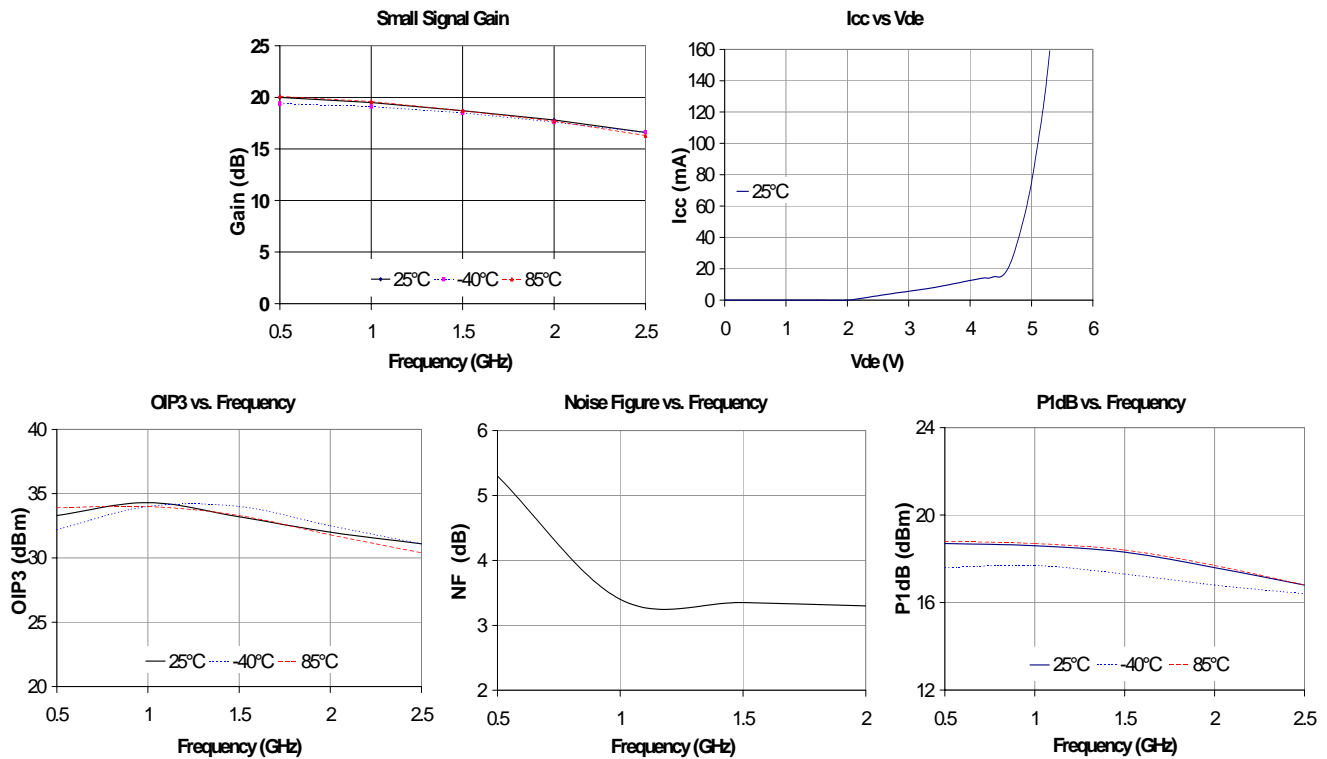 Small Signal Gain
25
20
15
10
5
0
Gain (dB)
25°C -40°C 85°C
0.5 1 1.5 2 2.5
Frequency (GHz)
Icc vs Vde
160
140
120
100
80
60
40
20
0
Icc (mA)
25°C
0 1 2 3 4 5 6
Vde (V)
OIP3 vs. Frequency
40
35
30
25
20
OIP3 (dBm)
25°C -40°C 85°C
0.5 1 1.5 2 2.5
Frequency (GHz)
Noise Figure vs. Frequency
6
5
4
3
2
NF (dB)
0.5 1 1.5 2
Frequency (GHz)
P1dB vs. Frequency
24
20
16
12
P1dB (dBm)
25°C -40°C 85°C
0.5 1 1.5 2 2.5
Frequency (GHz)